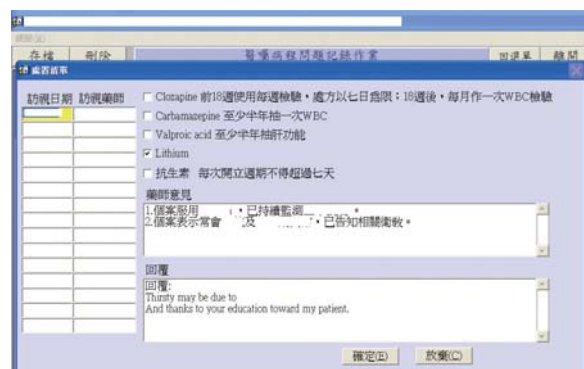 存檔 刪除 醫囑病程問題記錄作業 回選單 離開
處置清單
訪視日期 訪視藥師
Clozapine 前18週使用每週檢驗,處方以七日為限;18週後,每月作一次WBC檢驗
Carbamazepine 至少半年抽一次WBC
Valproic acid 至少半年抽肝功能
Lithium
抗生素 每次開立週期不得超過七天
藥師意見
1.個案服用 ,已持續監測 。
2.個案表示常會 及 ,已告知相關衛教。
回覆
回覆:
Thirsty may be due to
And thanks to your education toward my patient.
確定(E) 放棄(C)